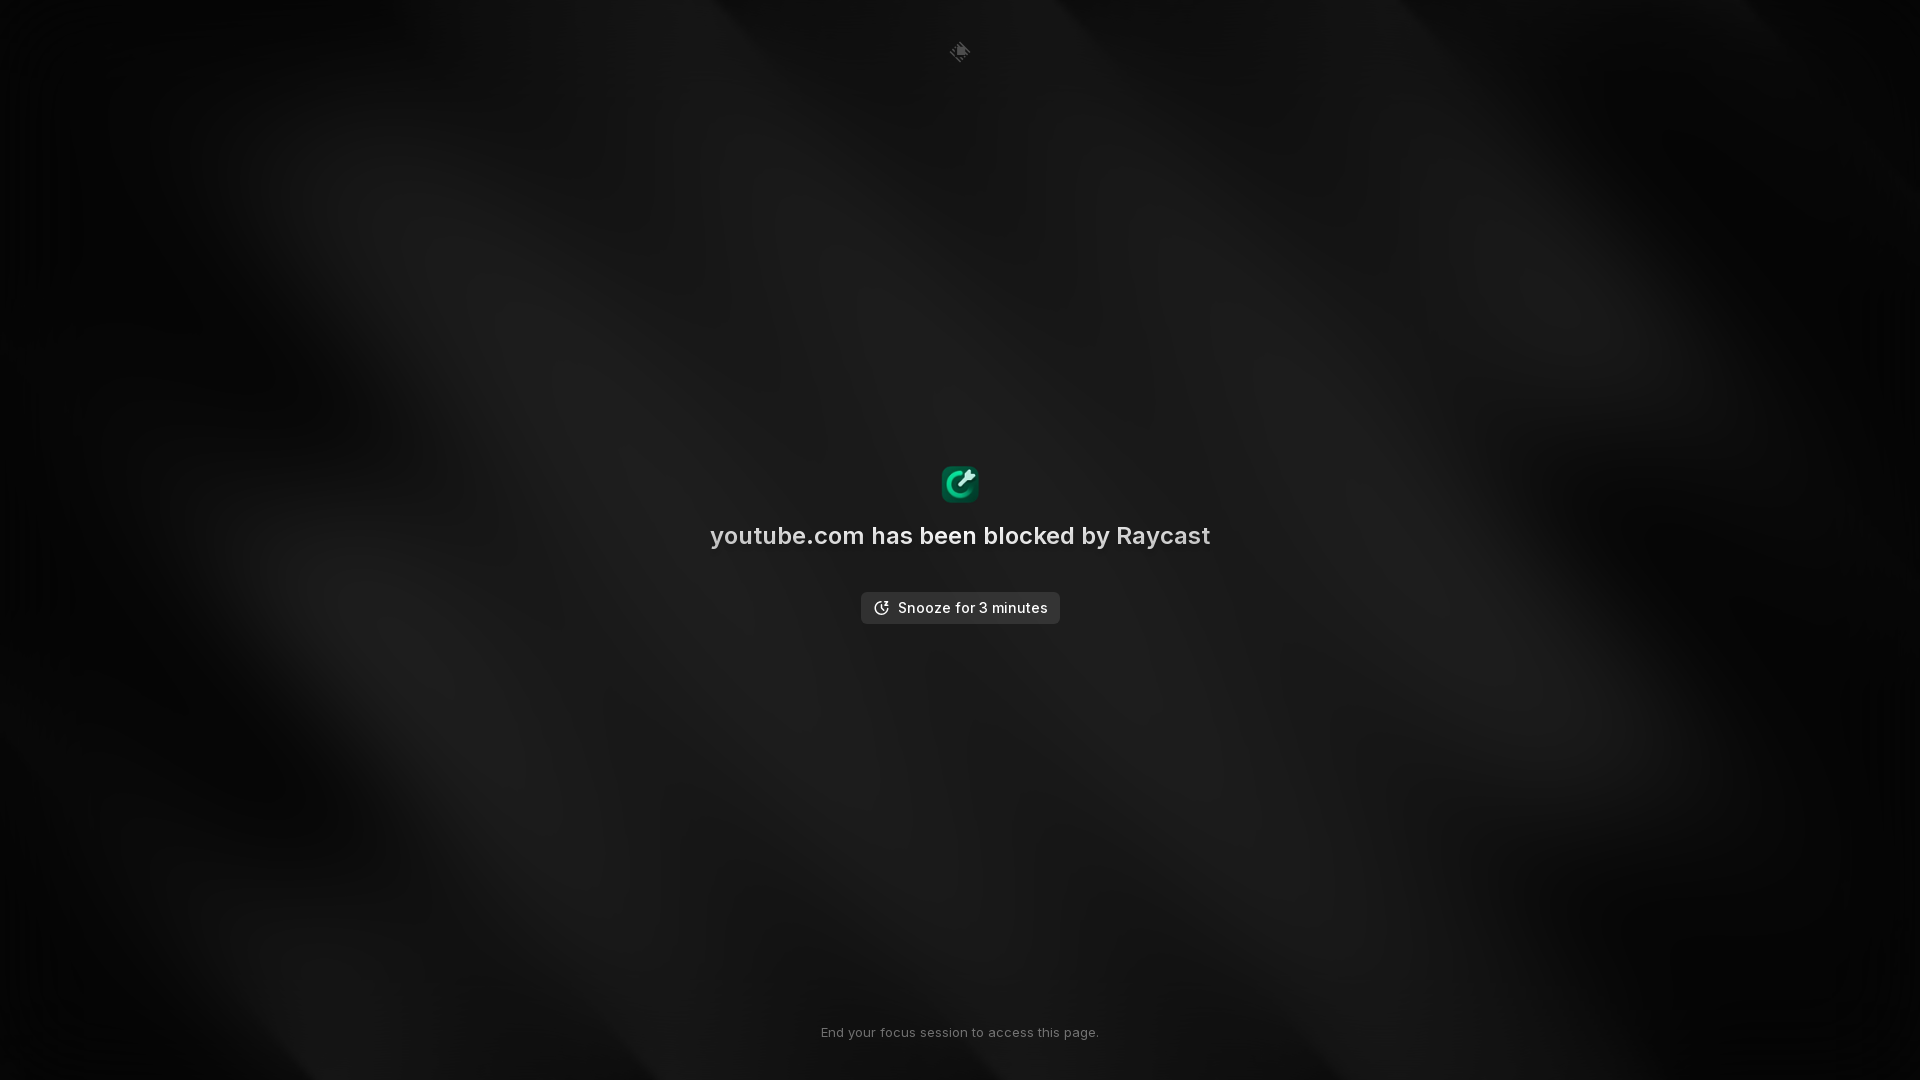 youtube.com has been blocked by Raycast
Snooze for 3 minutes
End your focus session to access this page.